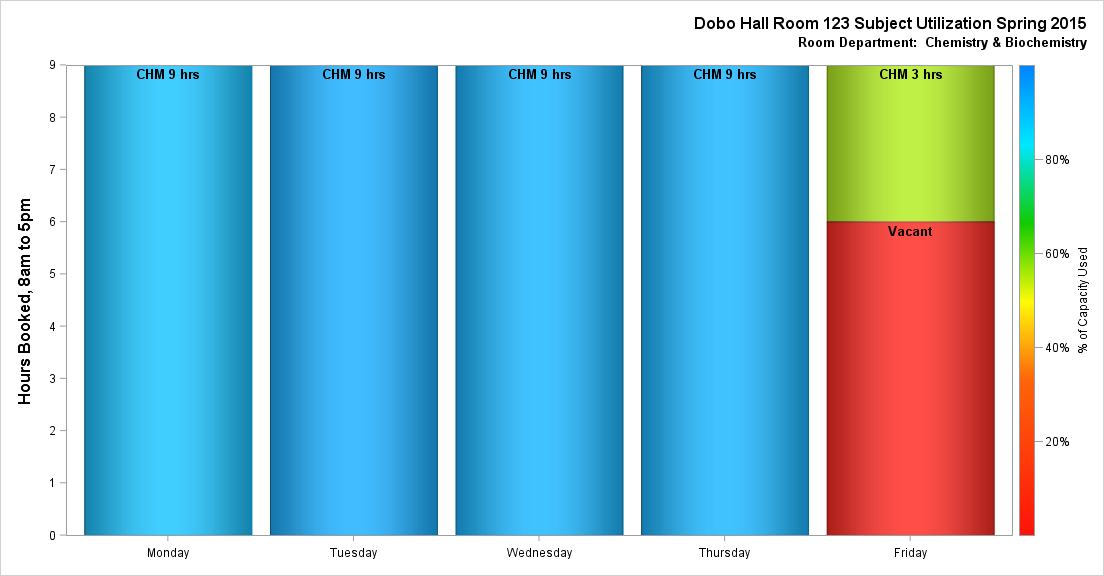 Dobo Hall Room 123 Subject Utilization Spring 2015
Room Department:  Chemistry & Biochemistry
Hours Booked, 8am to 5pm
9
8
7
6
5
4
3
2
1
0
CHM 9 hrs
CHM 9 hrs
CHM 9 hrs
CHM 9 hrs
CHM 3 hrs
Vacant
Monday
Tuesday
Wednesday
Thursday
Friday
80%
60%
40%
20%
% of Capacity Used